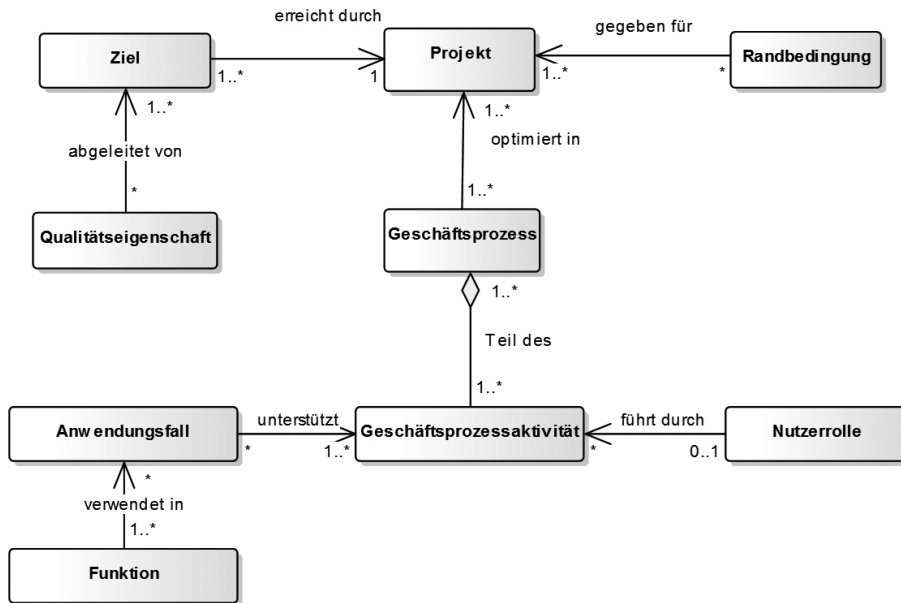 erreicht durch
Ziel
Projekt
gegeben für
Randbedingung
1..*
1
1..*
*
1..*
1..*
optimiert in
abgeleitet von
*
1..*
Qualitätseigenschaft
Geschäftsprozess
1..*
Teil des
1..*
Anwendungsfall
unterstützt
Geschäftsprozessaktivität
führt durch
Nutzerrolle
*
1..*
*
0..1
*
verwendet in
1..*
Funktion